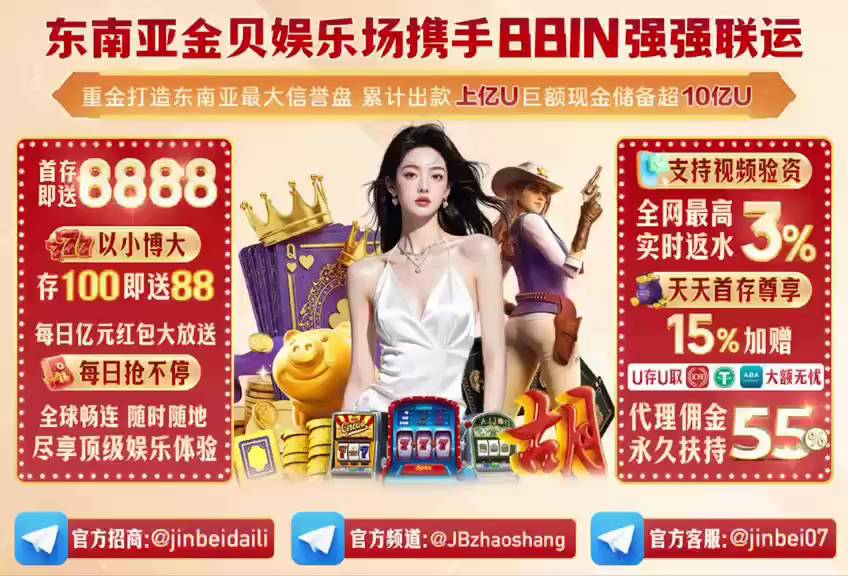 东南亚金贝娱乐场携手BBIN强强联运
重金打造东南亚最大信誉盘 累计出款上亿U巨额现金储备超10亿U
首存
即送8888
777以小博大
存100即送88
每日亿元红包大放送
每日抢不停
全球畅连 随时随地
尽享顶级娱乐体验
支持视频验资
全网最高
实时返水3%
天天首存尊享
15%加赠
U存U取 ABA 大额无忧
代理佣金
永久扶持55%
Circus
777
777
胡
官方招商:@jinbeidaili
官方频道:@JBzhaoshang
官方客服:@jinbei07